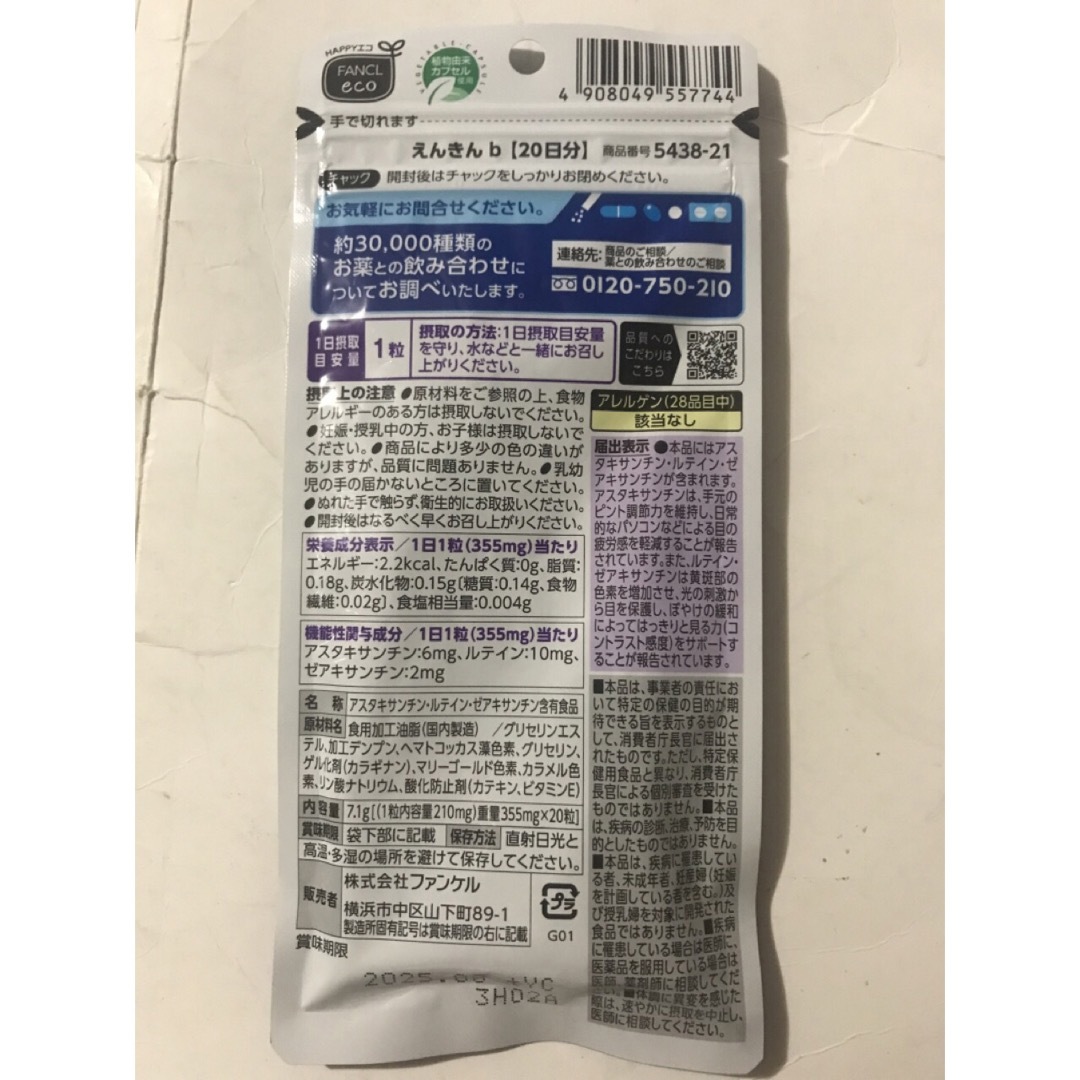 HAPPYエコ
FANCL
eco
VEGETABLE・CAPSULE
植物由来
カプセル
使用
4 908049 557744
手で切れます
えんきん b【20日分】 商品番号 5438-21
チャック 開封後はチャックをしっかりお閉めください。
お気軽にお問合せください。
約30,000種類の
お薬との飲み合わせに
ついてお調べいたします。
連絡先: 商品のご相談/
薬との飲み合わせのご相談
0120-750-210
1日摂取
目安量
1粒
摂取の方法:1日摂取目安量
を守り、水などと一緒にお召し
上がりください。
品質への
こだわりは
こちら
摂取上の注意 ●原材料をご参照の上、食物
アレルギーのある方は摂取しないでください。
●妊娠・授乳中の方、お子様は摂取しないで
ください。●商品により多少の色の違いが
ありますが、品質に問題ありません。●乳幼
児の手の届かないところに置いてください。
●ぬれた手で触らず、衛生的にお取扱いください。
●開封後はなるべく早くお召し上がりください。
栄養成分表示/1日1粒(355mg)当たり
エネルギー:2.2kcal、たんぱく質:0g、脂質:
0.18g、炭水化物:0.15g〔糖質:0.14g、食物
繊維:0.02g〕、食塩相当量:0.004g
機能性関与成分/1日1粒(355mg)当たり
アスタキサンチン:6mg、ルテイン:10mg、
ゼアキサンチン:2mg
名 称 アスタキサンチン・ルテイン・ゼアキサンチン含有食品
原材料名 食用加工油脂(国内製造) /グリセリンエス
テル、加工デンプン、ヘマトコッカス藻色素、グリセリン、
ゲル化剤(カラギナン)、マリーゴールド色素、カラメル色
素、リン酸ナトリウム、酸化防止剤(カテキン、ビタミンE)
内容量 7.1g[(1粒内容量210mg)重量355mg×20粒]
賞味期限 袋下部に記載 保存方法 直射日光と
高温・多湿の場所を避けて保存してください。
販売者 株式会社ファンケル
横浜市中区山下町89-1
製造所固有記号は賞味期限の右に記載
プラ
G01
賞味期限
アレルゲン(28品目中)
該当なし
届出表示 ●本品にはアス
タキサンチン・ルテイン・ゼ
アキサンチンが含まれます。
アスタキサンチンは、手元の
ピント調節力を維持し、日常
的なパソコンなどによる目の
疲労感を軽減することが報告
されています。また、ルテイン・
ゼアキサンチンは黄斑部の
色素を増加させ、光の刺激か
ら目を保護し、ぼやけの緩和
によってはっきりと見る力(コ
ントラスト感度)をサポートす
ることが報告されています。
■本品は、事業者の責任にお
いて特定の保健の目的が期
待できる旨を表示するものと
して、消費者庁長官に届出さ
れたものです。ただし、特定保
健用食品と異なり、消費者庁
長官による個別審査を受けた
ものではありません。■本品
は、疾病の診断、治療、予防を目
的としたものではありません。
■本品は、疾病に罹患してい
る者、未成年者、妊産婦(妊娠
を計画している者を含む。)及
び授乳婦を対象に開発された
食品ではありません。■疾病
に罹患している場合は医師に、
医薬品を服用している場合は
医師、薬剤師に相談してくだ
さい。■体調に異変を感じた
際は、速やかに摂取を中止し、
医師に相談してください。
3H02A